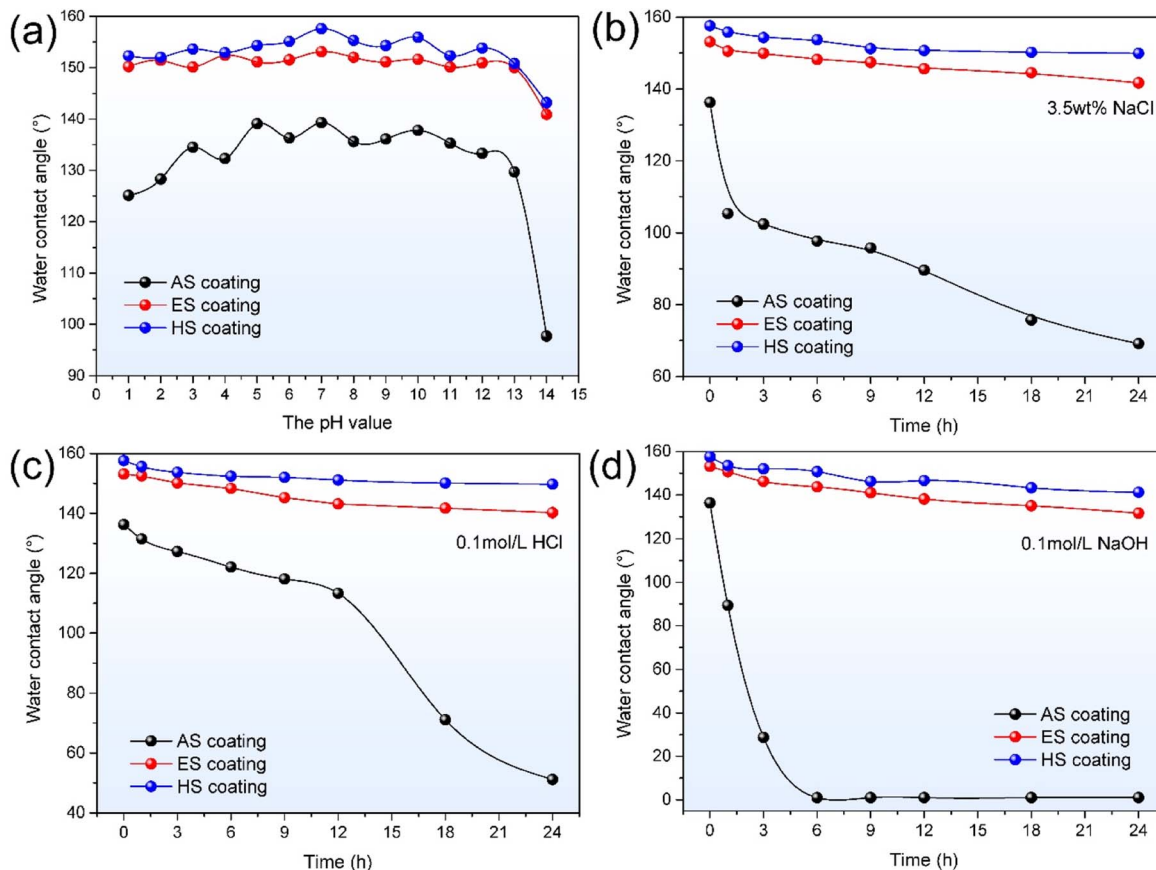 (a)
Water contact angle (°)
160
150
140
130
120
110
100
90
AS coating
ES coating
HS coating
0 1 2 3 4 5 6 7 8 9 10 11 12 13 14 15
The pH value
(b)
Water contact angle (°)
160
140
120
100
80
60
3.5wt% NaCl
AS coating
ES coating
HS coating
0 3 6 9 12 15 18 21 24
Time (h)
(c)
Water contact angle (°)
160
140
120
100
80
60
40
0.1mol/L HCl
AS coating
ES coating
HS coating
0 3 6 9 12 15 18 21 24
Time (h)
(d)
Water contact angle (°)
160
140
120
100
80
60
40
20
0
0.1mol/L NaOH
AS coating
ES coating
HS coating
0 3 6 9 12 15 18 21 24
Time (h)